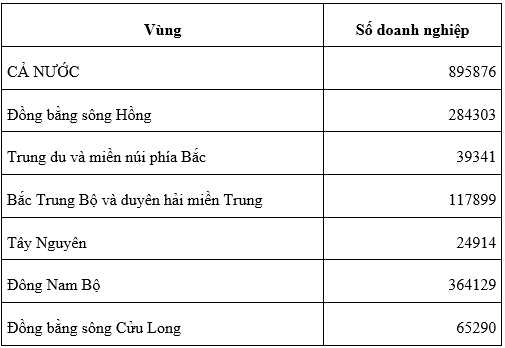 Vùng Số doanh nghiệp
CẢ NƯỚC 895876
Đồng bằng sông Hồng 284303
Trung du và miền núi phía Bắc 39341
Bắc Trung Bộ và duyên hải miền Trung 117899
Tây Nguyên 24914
Đông Nam Bộ 364129
Đồng bằng sông Cửu Long 65290